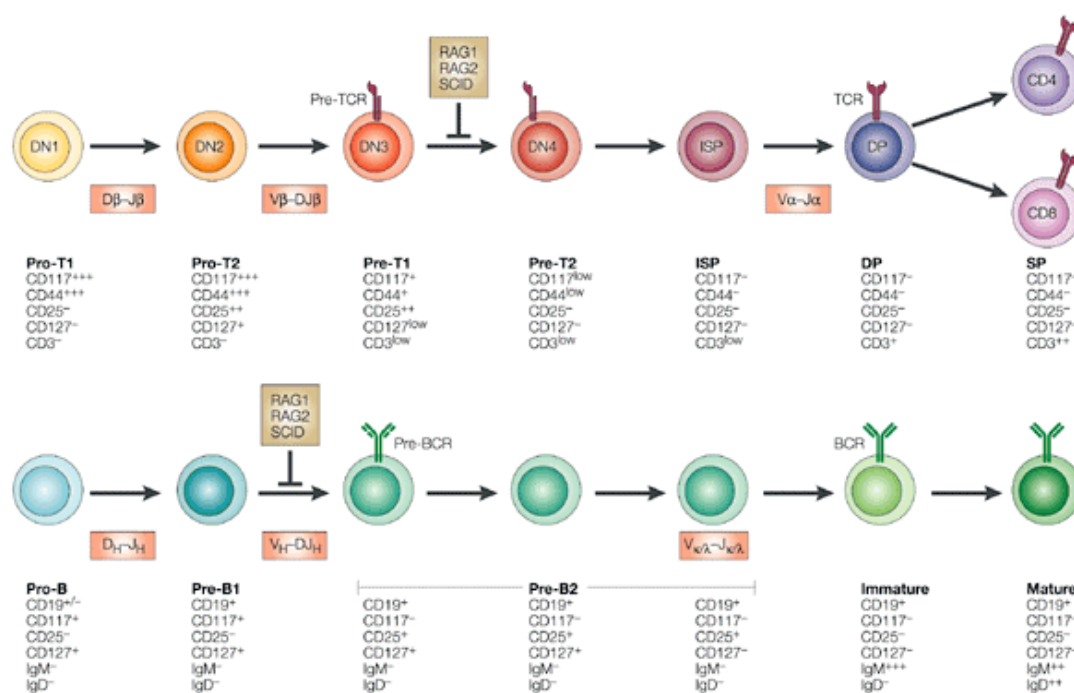 RAG1
RAG2
SCID
Pre-TCR
TCR
CD4
DN1
DN2
DN3
DN4
ISP
DP
CD8
Dβ–Jβ
Vβ–DJβ
Vα–Jα
Pro-T1
CD117+++
CD44+++
CD25–
CD127–
CD3–
Pro-T2
CD117+++
CD44+++
CD25++
CD127+
CD3–
Pre-T1
CD117+
CD44+
CD25++
CD127low
CD3low
Pre-T2
CD117low
CD44low
CD25–
CD127–
CD3low
ISP
CD117–
CD44–
CD25–
CD127–
CD3low
DP
CD117–
CD44–
CD25–
CD127–
CD3+
SP
CD117
CD44–
CD25–
CD127
CD3++
RAG1
RAG2
SCID
Pre-BCR
BCR
DH–JH
VH–DJH
Vκ/λ–Jκ/λ
Pro-B
CD19+/–
CD117+
CD25–
CD127+
IgM–
IgD–
Pre-B1
CD19+
CD117+
CD25–
CD127+
IgM–
IgD–
Pre-B2
CD19+
CD117–
CD25+
CD127+
IgM–
IgD–
CD19+
CD117–
CD25+
CD127+
IgM–
IgD–
CD19+
CD117–
CD25+
CD127–
IgM–
IgD–
Immature
CD19+
CD117–
CD25–
CD127–
IgM+++
IgD–
Mature
CD19+
CD117
CD25–
CD127
IgM++
IgD++